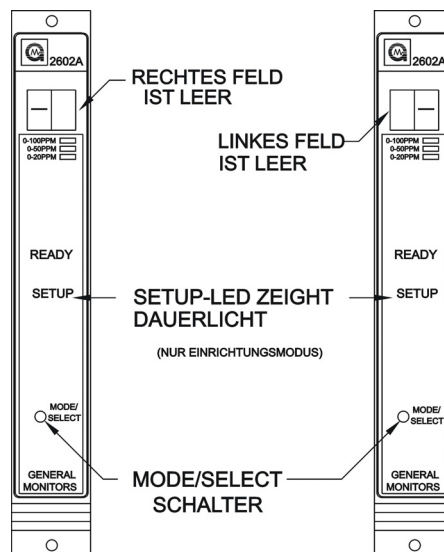 2602A
RECHTES FELD
IST LEER
2602A
LINKES FELD
IST LEER
0-100PPM
0-50PPM
0-20PPM
0-100PPM
0-50PPM
0-20PPM
READY
READY
SETUP
SETUP-LED ZEIGHT
DAUERLICHT
SETUP
(NUR EINRICHTUNGSMODUS)
MODE/
SELECT
MODE/
SELECT
MODE/SELECT
SCHALTER
GENERAL
MONITORS
GENERAL
MONITORS